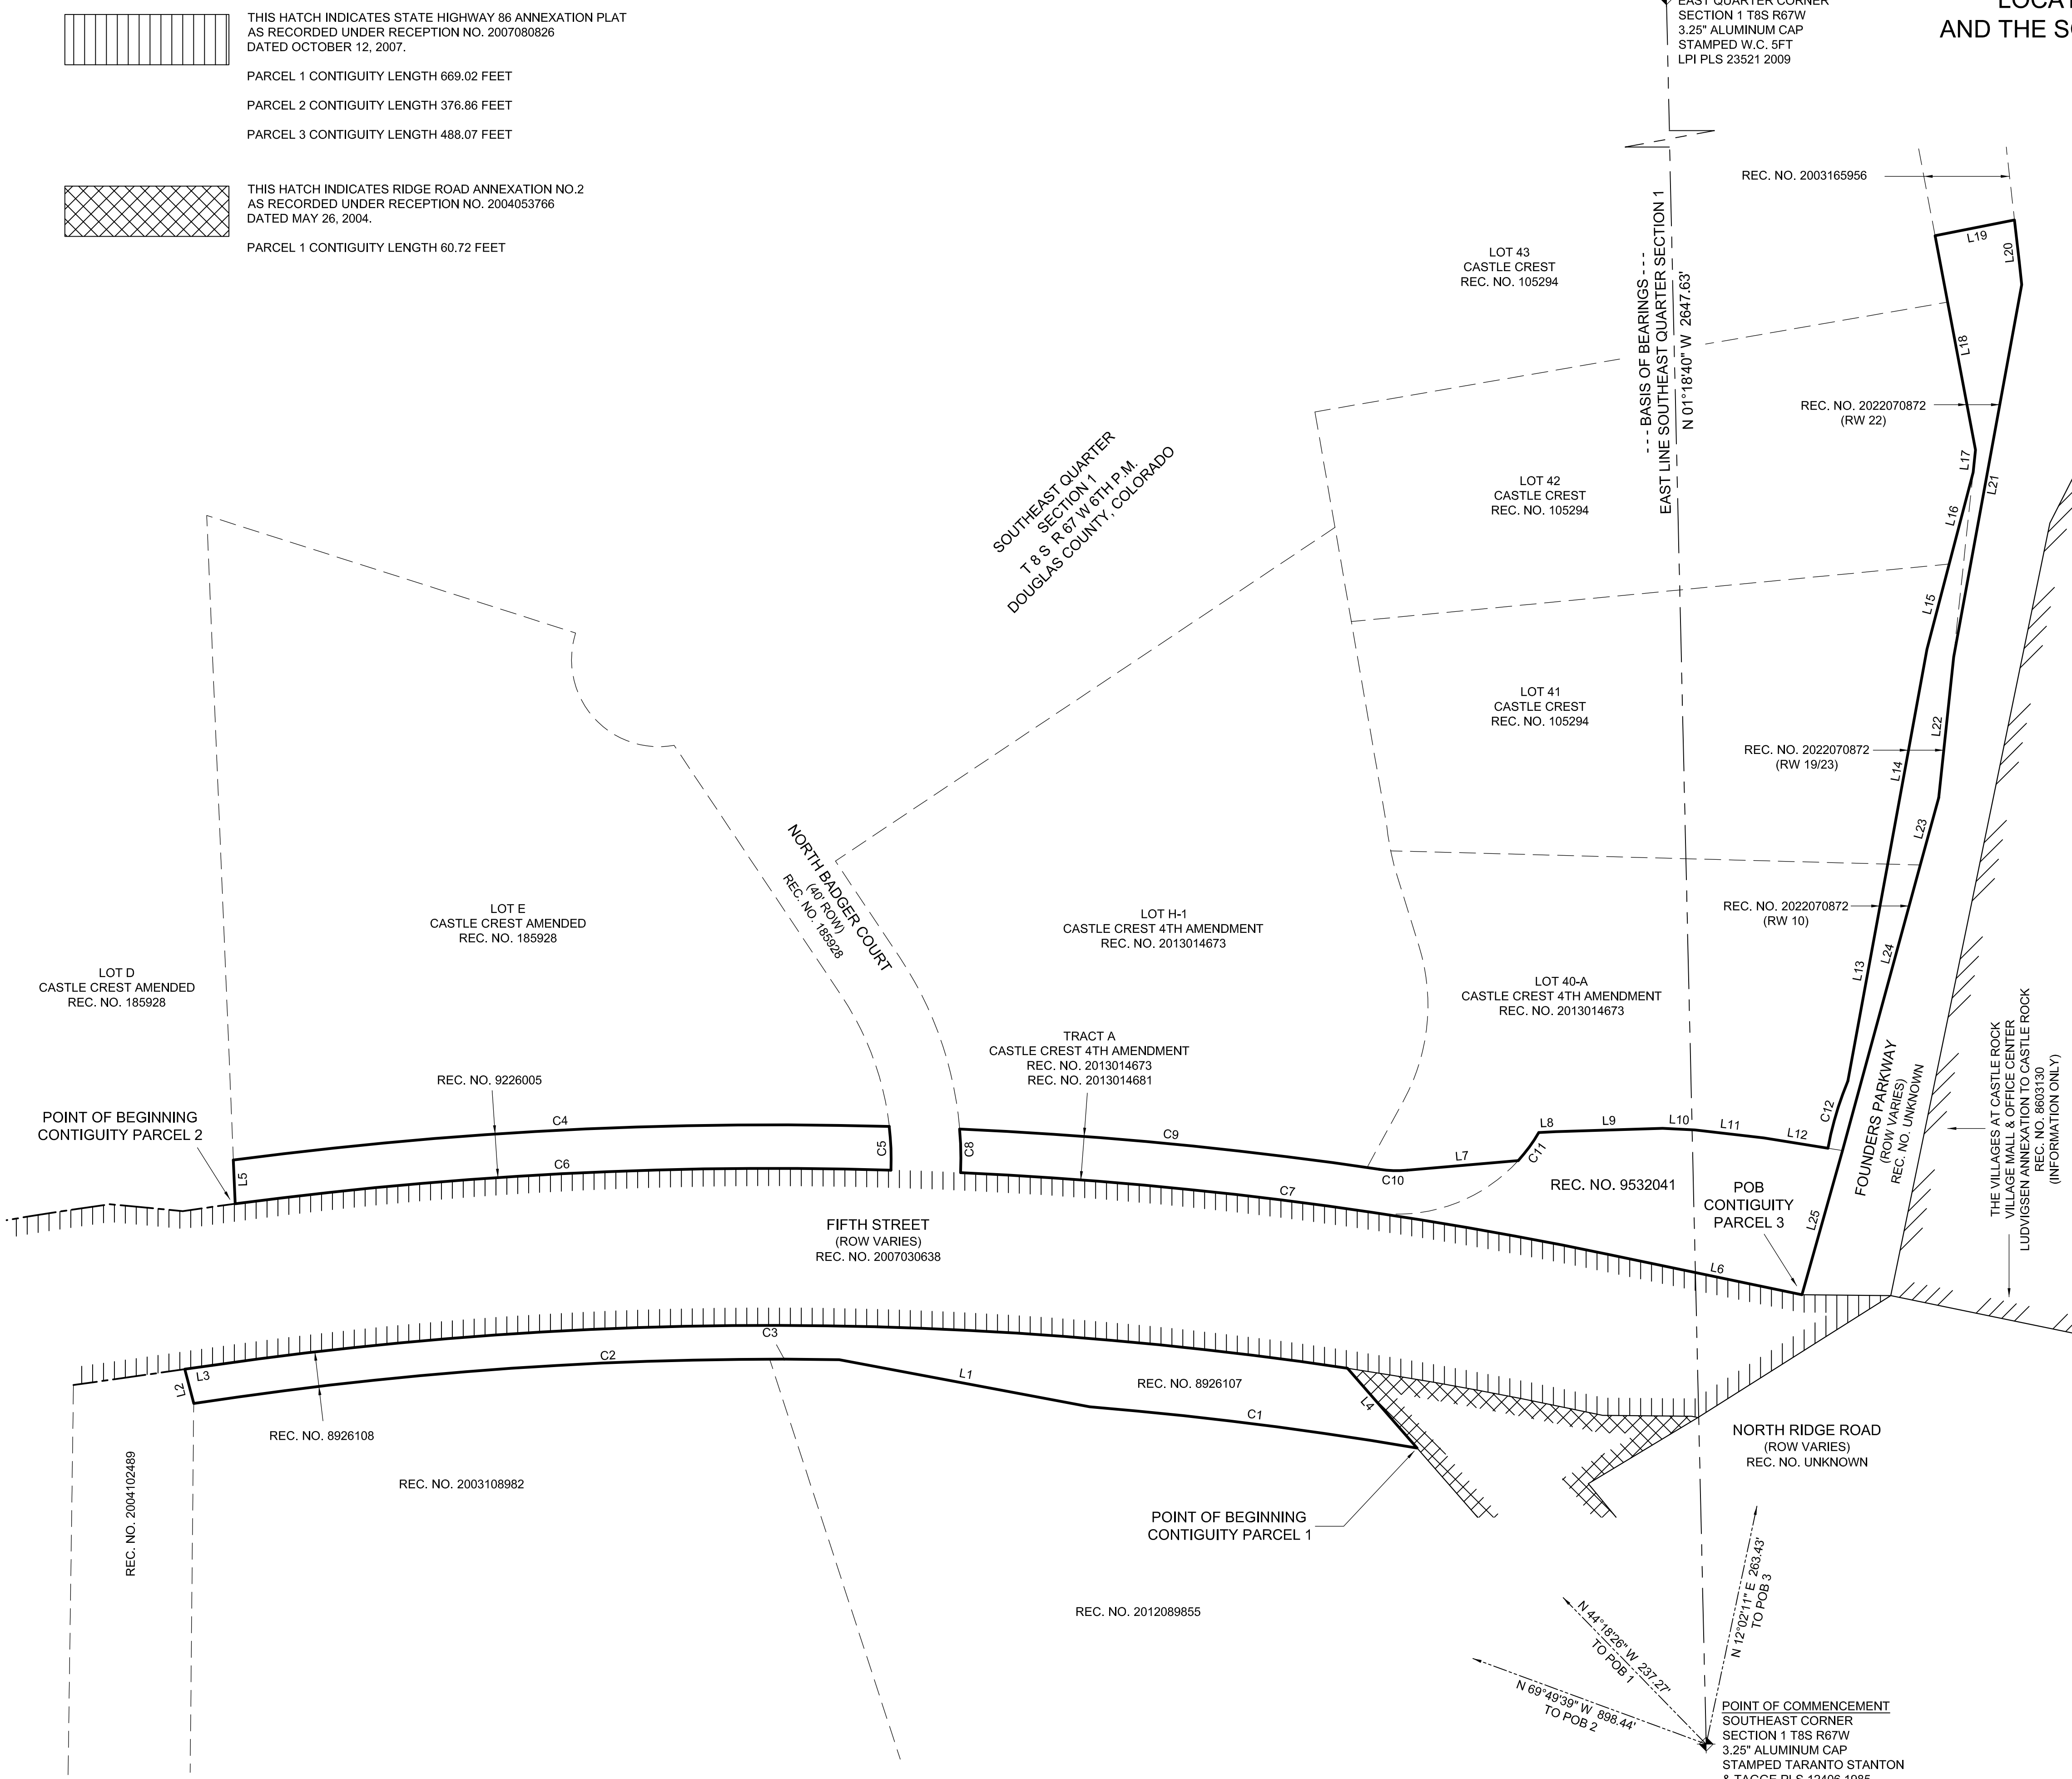 THIS HATCH INDICATES STATE HIGHWAY 86 ANNEXATION PLAT
AS RECORDED UNDER RECEPTION NO. 2007080826
DATED OCTOBER 12, 2007.
PARCEL 1 CONTIGUITY LENGTH 669.02 FEET
PARCEL 2 CONTIGUITY LENGTH 376.86 FEET
PARCEL 3 CONTIGUITY LENGTH 488.07 FEET
THIS HATCH INDICATES RIDGE ROAD ANNEXATION NO.2
AS RECORDED UNDER RECEPTION NO. 2004053766
DATED MAY 26, 2004.
PARCEL 1 CONTIGUITY LENGTH 60.72 FEET
EAST QUARTER CORNER
SECTION 1 T8S R67W
3.25" ALUMINUM CAP
STAMPED W.C. 5FT
LPI PLS 23521 2009
AND THE
REC. NO. 2003165956
L19
L20
LOT 43
CASTLE CREST
REC. NO. 105294
--- BASIS OF BEARINGS ---
EAST LINE SOUTHEAST QUARTER SECTION 1
N 01°18'40" W 2647.63'
L18
REC. NO. 2022070872
(RW 22)
L17
L21
L16
SOUTHEAST QUARTER
SECTION 1
T 8 S R 67 W 6TH P.M.
DOUGLAS COUNTY, COLORADO
LOT 42
CASTLE CREST
REC. NO. 105294
L15
LOT 41
CASTLE CREST
REC. NO. 105294
L22
REC. NO. 2022070872
(RW 19/23)
L14
L23
NORTH BADGER COURT
(40' ROW)
REC. NO. 185928
LOT E
CASTLE CREST AMENDED
REC. NO. 185928
LOT H-1
CASTLE CREST 4TH AMENDMENT
REC. NO. 2013014673
REC. NO. 2022070872
(RW 10)
L24
L13
LOT D
CASTLE CREST AMENDED
REC. NO. 185928
LOT 40-A
CASTLE CREST 4TH AMENDMENT
REC. NO. 2013014673
TRACT A
CASTLE CREST 4TH AMENDMENT
REC. NO. 2013014673
REC. NO. 2013014681
THE VILLAGES AT CASTLE ROCK
VILLAGE MALL & OFFICE CENTER
LUDVIGSEN ANNEXATION TO CASTLE ROCK
REC. NO. 8603130
(INFORMATION ONLY)
FOUNDERS PARKWAY
(ROW VARIES)
REC. NO. UNKNOWN
REC. NO. 9226005
POINT OF BEGINNING
CONTIGUITY PARCEL 2
C4
C5
C8
C9
L7
C10
C11
L8
L9
L10
L11
L12
C12
L5
C6
C7
REC. NO. 9532041
POB
CONTIGUITY
PARCEL 3
L25
FIFTH STREET
(ROW VARIES)
REC. NO. 2007030638
L6
C3
L2
L3
C2
L1
REC. NO. 8926107
L4
C1
REC. NO. 8926108
NORTH RIDGE ROAD
(ROW VARIES)
REC. NO. UNKNOWN
REC. NO. 2004102489
REC. NO. 2003108982
POINT OF BEGINNING
CONTIGUITY PARCEL 1
REC. NO. 2012089855
N 12°02'11" E 263.43'
TO POB 3
N 44°18'26" W 237.27'
TO POB 1
N 69°49'39" W 898.44'
TO POB 2
POINT OF COMMENCEMENT
SOUTHEAST CORNER
SECTION 1 T8S R67W
3.25" ALUMINUM CAP
STAMPED TARANTO STANTON
& TAGGE PLS 12406 1985